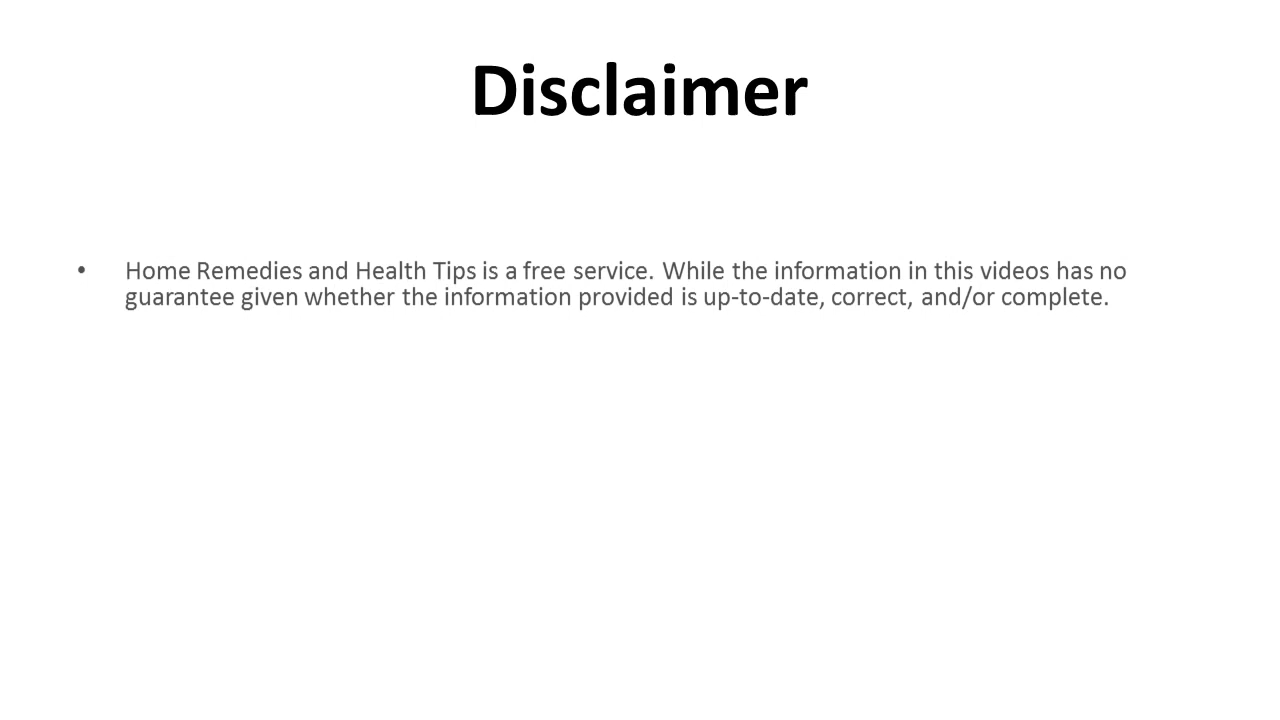 Disclaimer
• Home Remedies and Health Tips is a free service. While the information in this videos has no
guarantee given whether the information provided is up-to-date, correct, and/or complete.